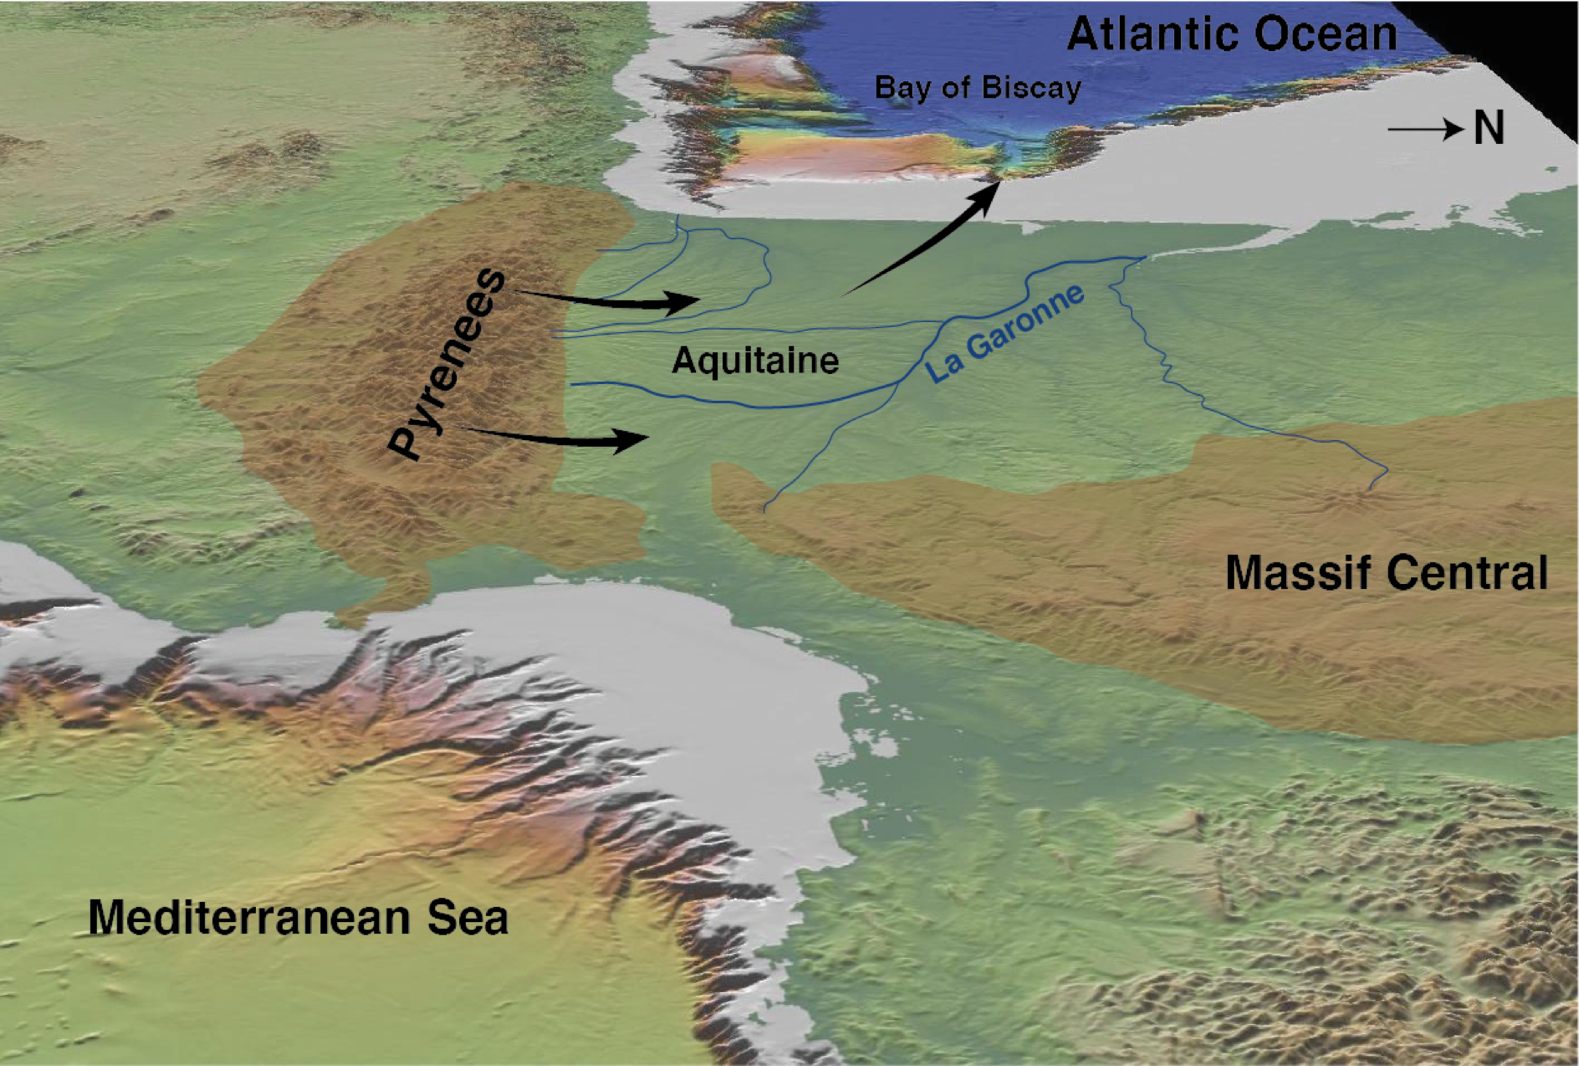 Atlantic Ocean
Bay of Biscay
N
Pyrenees
La Garonne
Aquitaine
Massif Central
Mediterranean Sea